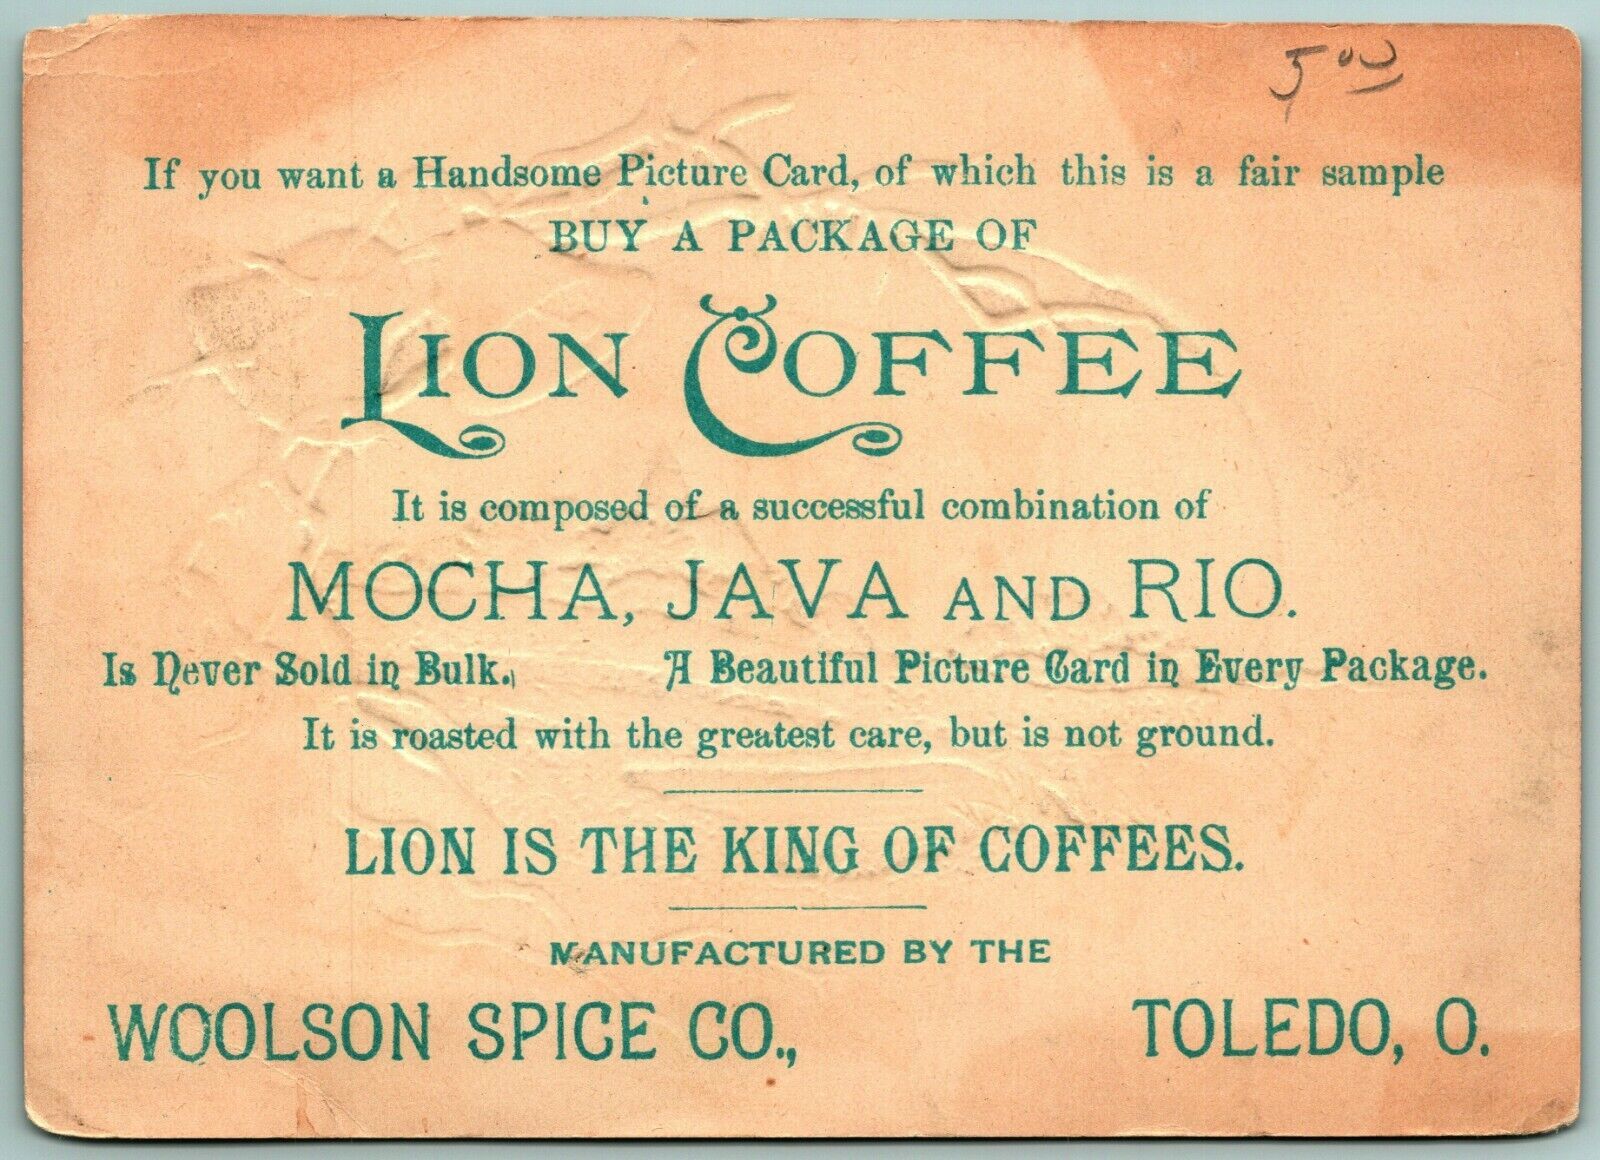 5 00
If you want a Handsome Picture Card, of which this is a fair sample
BUY A PACKAGE OF
LION COFFEE
It is composed of a successful combination of
MOCHA, JAVA AND RIO.
Is Never Sold in Bulk. A Beautiful Picture Card in Every Package.
It is roasted with the greatest care, but is not ground.
LION IS THE KING OF COFFEES.
MANUFACTURED BY THE
WOOLSON SPICE CO., TOLEDO, O.